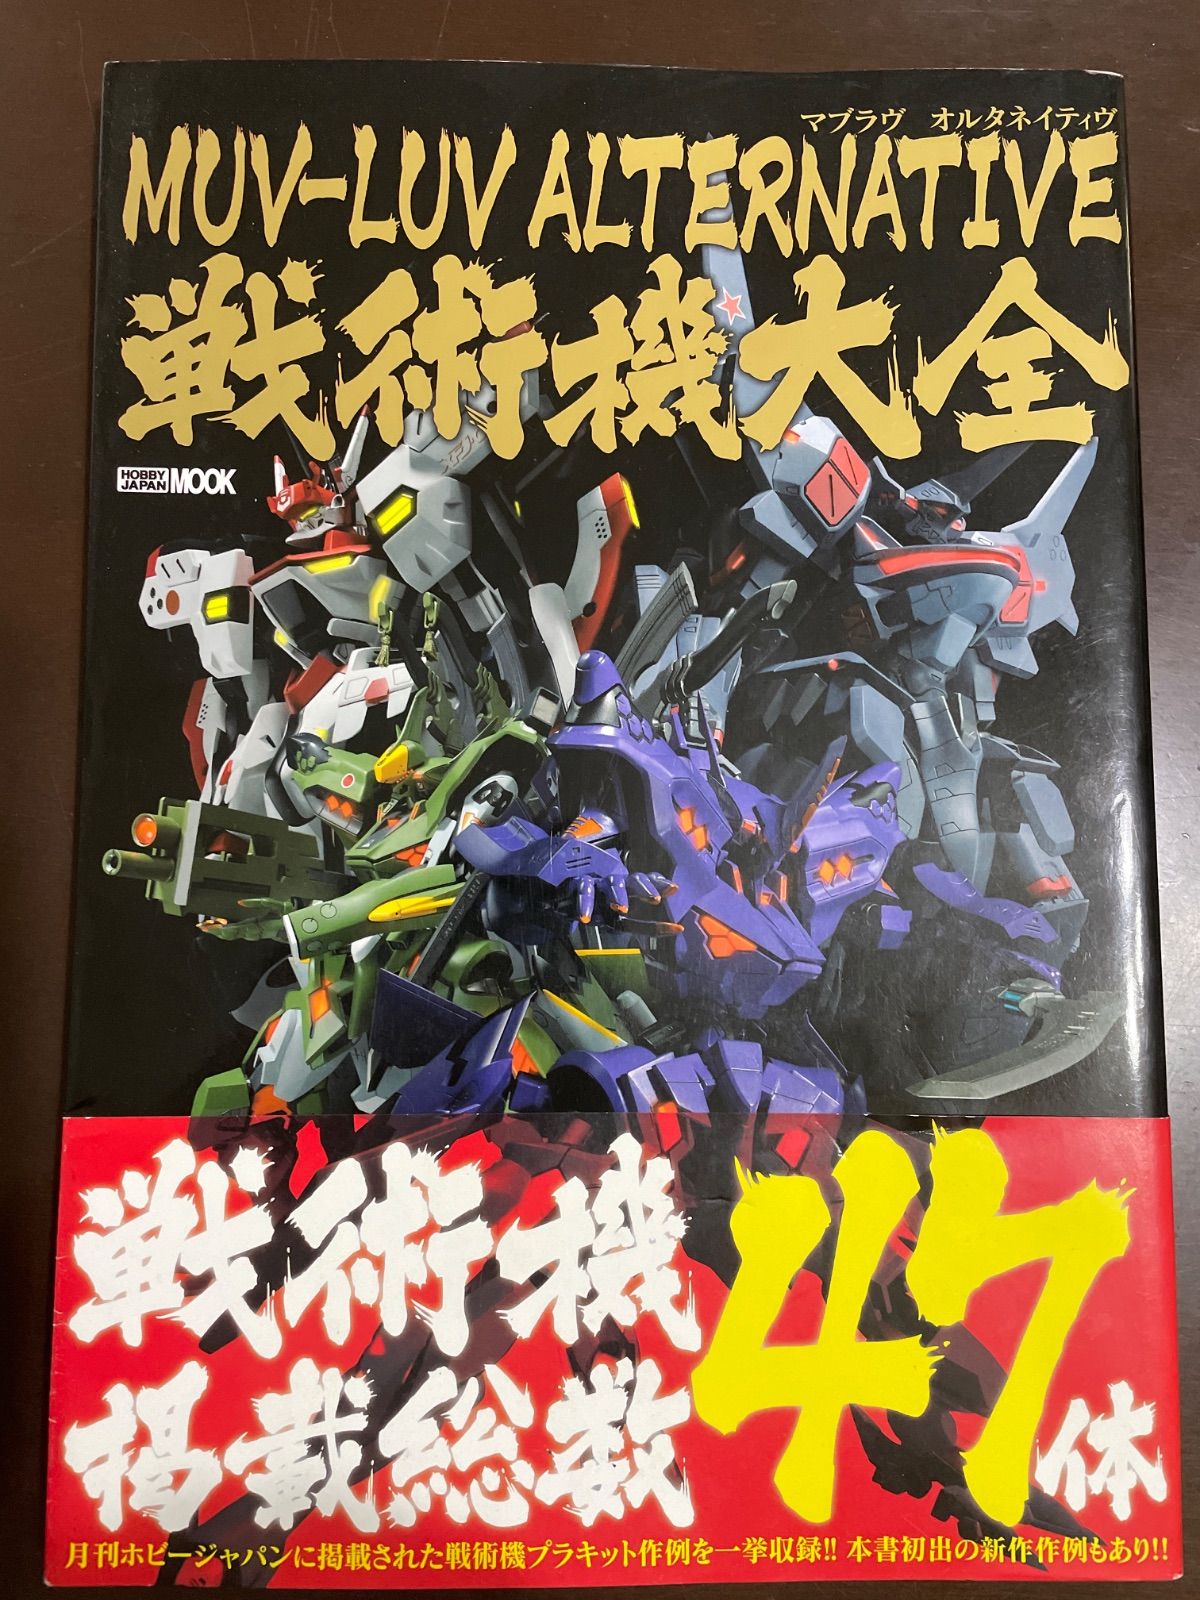 マブラヴ オルタネイティヴ
MUV-LUV ALTERNATIVE
戦術機大全
HOBBY
JAPAN MOOK
戦術機
掲載総数
47体
月刊ホビージャパンに掲載された戦術機プラキット作例を一挙収録!! 本書初出の新作作例もあり!!